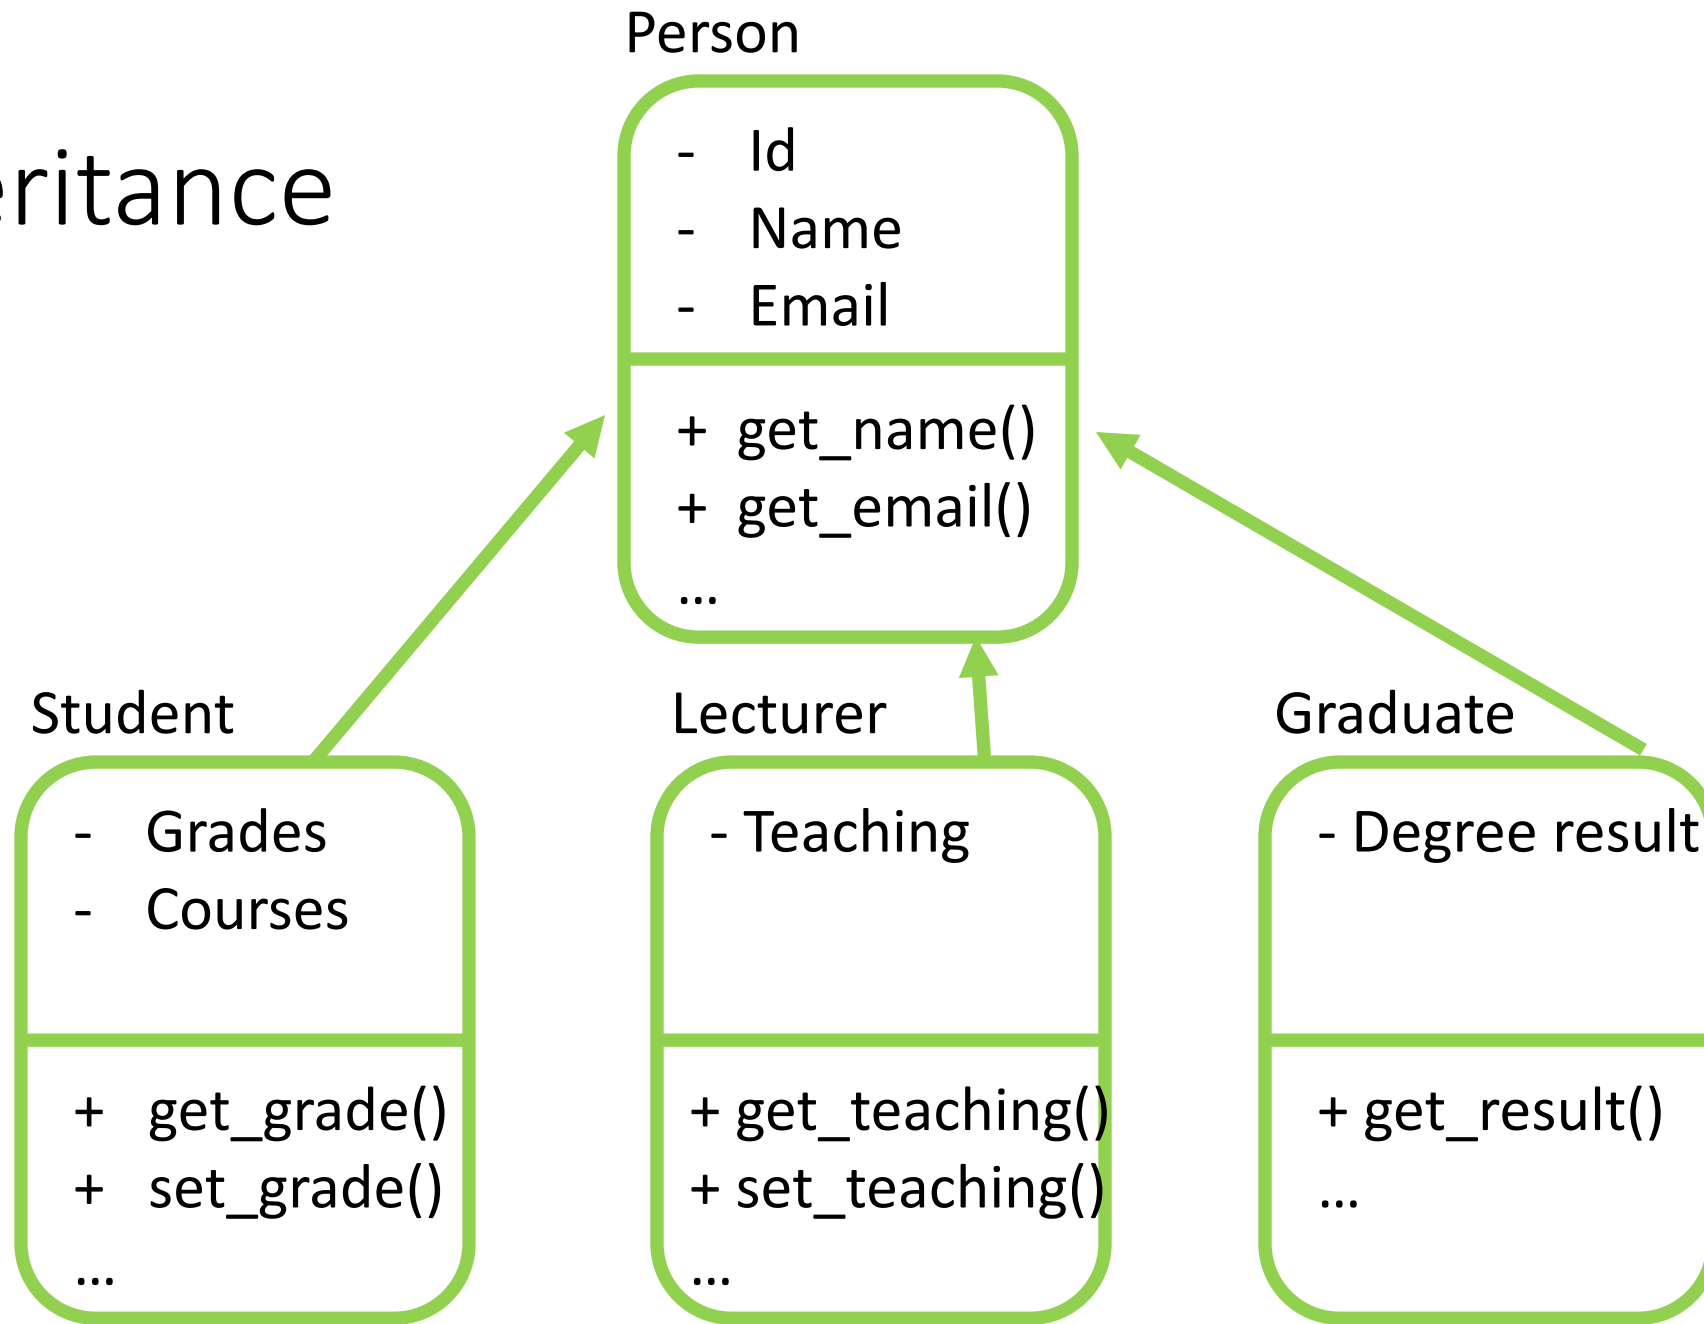 Person
eritance
- Id
- Name
- Email
+ get_name()
+ get_email()
...
Student
- Grades
- Courses
+ get_grade()
+ set_grade()
...
Lecturer
- Teaching
+ get_teaching()
+ set_teaching()
...
Graduate
- Degree result
+ get_result()
...